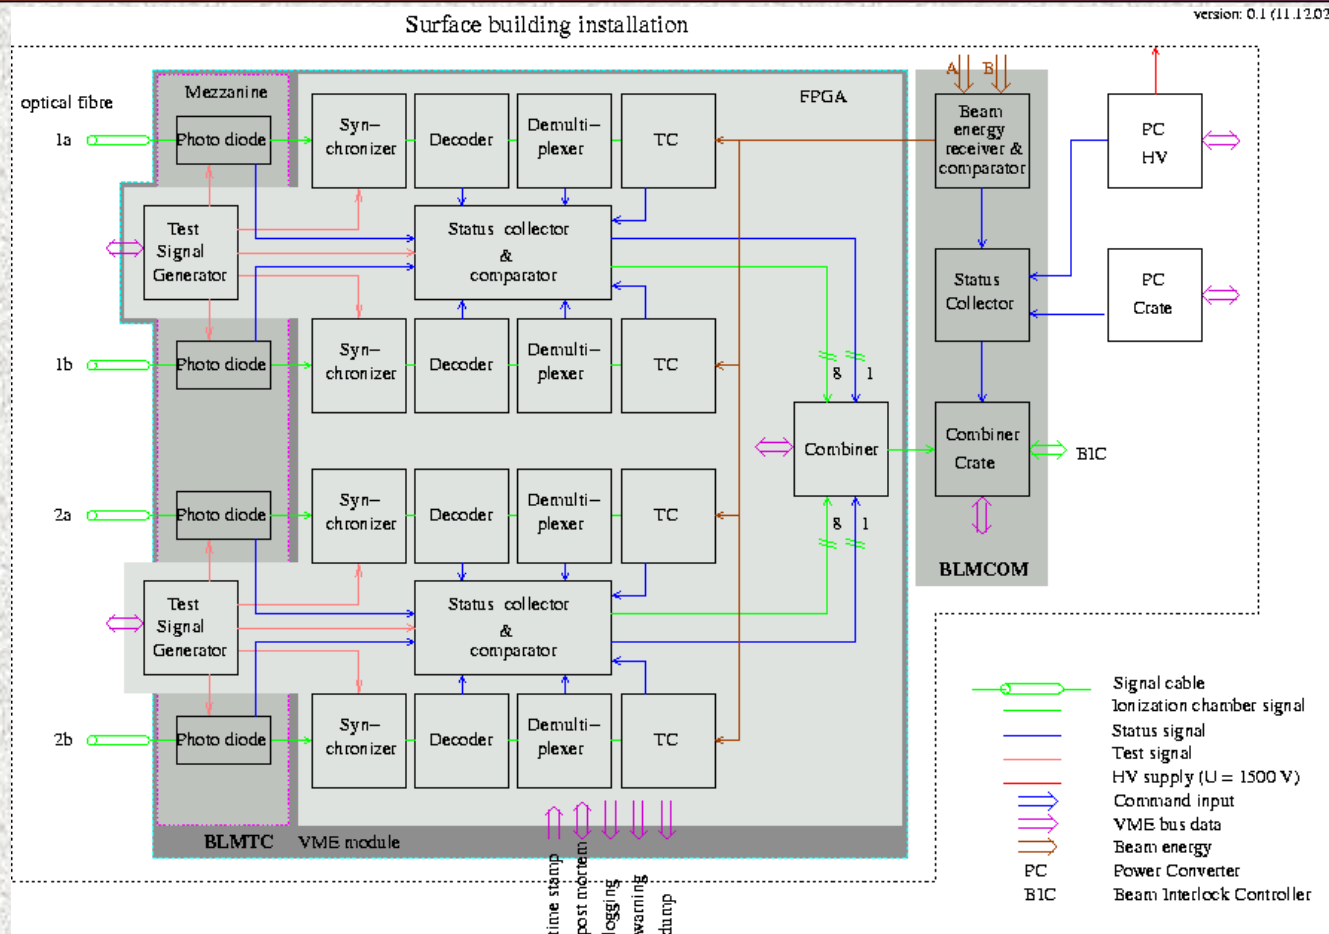 Surface building installation
version: 0.1 (11.12.02
optical fibre
Mezzanine
FPGA
A
B
1a
Photo diode
Syn-
chronizer
Decoder
Demulti-
plexer
TC
Beam
energy
receiver &
comparator
PC
HV
Test
Signal
Generator
Status collector
&
comparator
Status
Collector
PC
Crate
1b
Photo diode
Syn-
chronizer
Decoder
Demulti-
plexer
TC
8
1
Combiner
Combiner
Crate
BIC
2a
Photo diode
Syn-
chronizer
Decoder
Demulti-
plexer
TC
8
1
BLMCOM
Test
Signal
Generator
Status collector
&
comparator
2b
Photo diode
Syn-
chronizer
Decoder
Demulti-
plexer
TC
BLMTC
VME module
time stamp
post mortem
logging
warning
dump
Signal cable
Ionization chamber signal
Status signal
Test signal
HV supply (U = 1500 V)
Command input
VME bus data
Beam energy
PC Power Converter
BIC Beam Interlock Controller